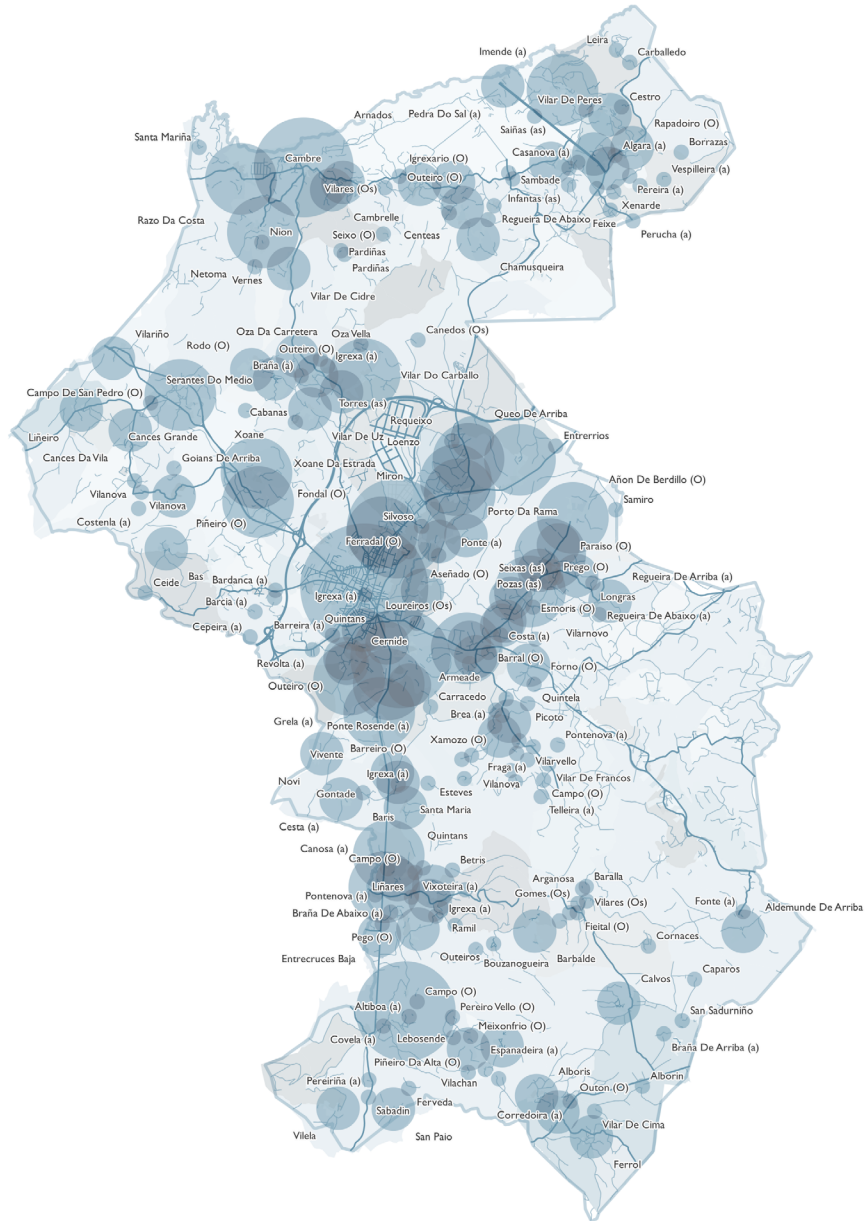 Leira
Imende (a)
Carballedo
Cestro
Vilar De Peres
Arnados
Pedra Do Sal (a)
Rapadoiro (O)
Saiñas (as)
Santa Mariña
Algara (a)
Borrazas
Casanova (a)
Cambre
Igrexario (O)
Vespilleira (a)
Outeiro (O)
Sambade
Vilares (Os)
Pereira (a)
Infantas (as)
Xenarde
Razo Da Costa
Cambrelle
Regueira De Abaixo
Feixe
Nion
Seixo (O)
Centeas
Perucha (a)
Pardiñas
Pardiñas
Chamusqueira
Netoma
Vernes
Vilar De Cidre
Canedos (Os)
Oza Da Carretera
Oza Vella
Vilariño
Rodo (O)
Outeiro (O)
Igrexa (a)
Braña (a)
Vilar Do Carballo
Serantes Do Medio
Campo De San Pedro (O)
Torres (as)
Cabanas
Queo De Arriba
Requeixo
Liñeiro
Cances Grande
Xoane
Vilar De Uz
Loenzo
Entrerrios
Cances Da Vila
Goians De Arriba
Xoane Da Estrada
Miron
Añon De Berdillo (O)
Vilanova
Fondal (O)
Samiro
Vilanova
Porto Da Rama
Silvoso
Costenla (a)
Piñeiro (O)
Ferradal (O)
Ponte (a)
Paraiso (O)
Seixas (as)
Prego (O)
Bas
Aseñado (O)
Regueira De Arriba (a)
Ceide
Bardanca (a)
Pozas (as)
Igrexa (a)
Longras
Barcia (a)
Loureiros (Os)
Esmoris (O)
Regueira De Abaixo (a)
Quintans
Cepeira (a)
Barreira (a)
Costa (a)
Vilarnovo
Cernide
Barral (O)
Revolta (a)
Forno (O)
Armeade
Outeiro (O)
Carracedo
Quintela
Brea (a)
Picoto
Grela (a)
Ponte Rosende (a)
Xamozo (O)
Pontenova (a)
Vivente
Barreiro (O)
Vilarvello
Fraga (a)
Igrexa (a)
Vilar De Francos
Novi
Vilanova
Gontade
Esteves
Campo (O)
Santa Maria
Telleira (a)
Baris
Cesta (a)
Quintans
Canosa (a)
Campo (O)
Betris
Arganosa
Baralla
Liñares
Vixoteira (a)
Gomes (Os)
Pontenova (a)
Vilares (Os)
Fonte (a)
Aldemunde De Arriba
Braña De Abaixo (a)
Igrexa (a)
Ramil
Fieital (O)
Pego (O)
Cornaces
Entrecruces Baja
Outeiros
Bouzanogueira
Barbalde
Caparos
Calvos
Campo (O)
Altiboa (a)
Pereiro Vello (O)
San Sadurniño
Meixonfrio (O)
Covela (a)
Lebosende
Espanadeira (a)
Braña De Arriba (a)
Piñeiro Da Alta (O)
Alboris
Alborin
Pereiriña (a)
Vilachan
Outon (O)
Ferveda
Sabadin
Corredoira (a)
Vilar De Cima
Vilela
San Paio
Ferrol